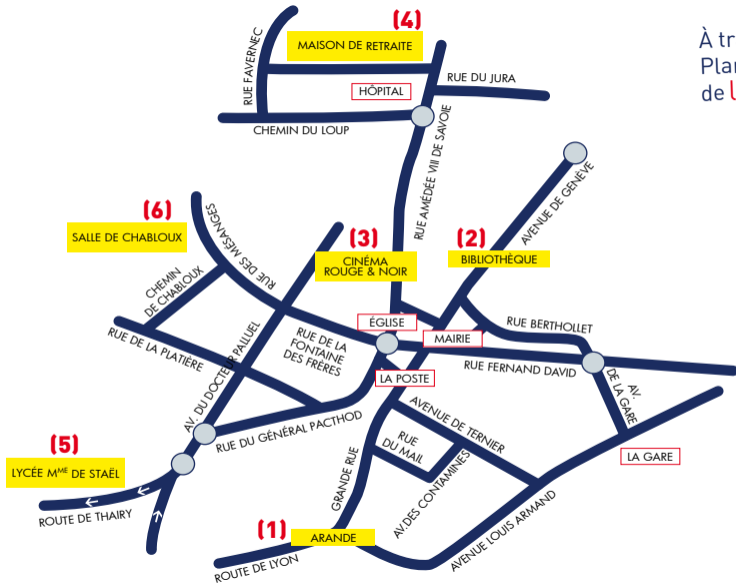 (4)
MAISON DE RETRAITE
RUE FAVERNEC
À tr
Plan
de l
HÔPITAL
RUE DU JURA
CHEMIN DU LOUP
RUE AMÉDÉE VIII DE SAVOIE
AVENUE DE GENÈVE
(6)
SALLE DE CHABLOUX
RUE DES MÉSANGES
(3)
CINÉMA
ROUGE & NOIR
(2)
BIBLIOTHÈQUE
CHEMIN
DE CHABLOUX
RUE DE LA PLATIÈRE
AV. DU DOCTEUR PALLUEL
RUE DE LA
FONTAINE
DES FRÈRES
ÉGLISE
MAIRIE
RUE BERTHOLLET
LA POSTE
RUE FERNAND DAVID
AV.
DE LA GARE
RUE DU GÉNÉRAL PACTHOD
AVENUE DE TERNIER
RUE
DU MAIL
GRANDE RUE
AV.DES CONTAMINES
LA GARE
(5)
LYCÉE MME DE STAËL
ROUTE DE THAIRY
(1)
ARANDE
ROUTE DE LYON
AVENUE LOUIS ARMAND